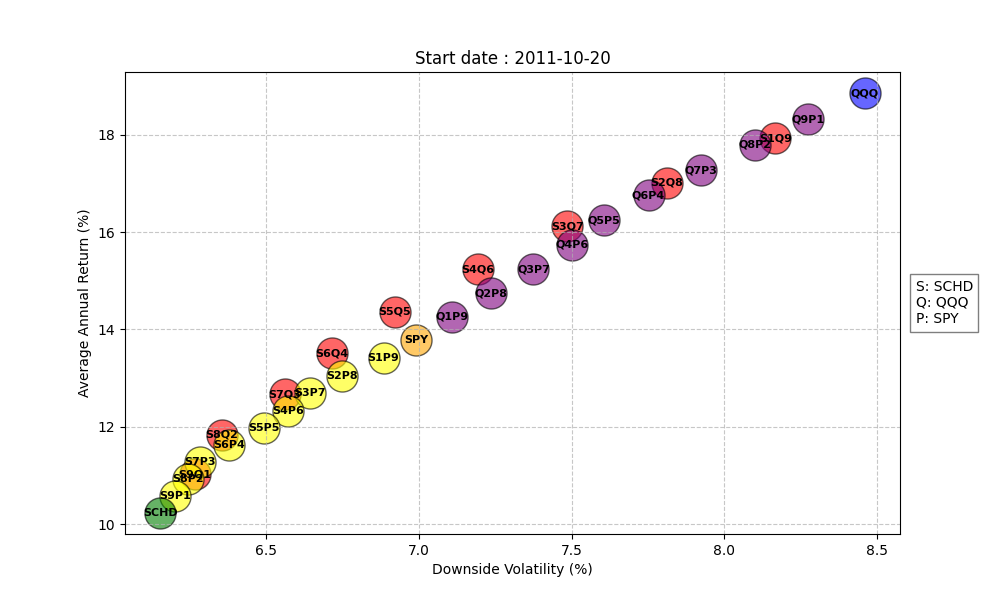 Start date : 2011-10-20
Average Annual Return (%)
18
16
14
12
10
QQQ
Q9P1
S1Q9
Q8P2
Q7P3
S2Q8
Q6P4
Q5P5
S3Q7
Q4P6
S4Q6
Q3P7
Q2P8
S5Q5
Q1P9
SPY
S6Q4
S1P9
S2P8
S7Q3
S3P7
S4P6
S5P5
S8Q2
S6P4
S7P3
S9Q1
S8P2
S9P1
SCHD
S: SCHD
Q: QQQ
P: SPY
6.5
7.0
7.5
8.0
8.5
Downside Volatility (%)